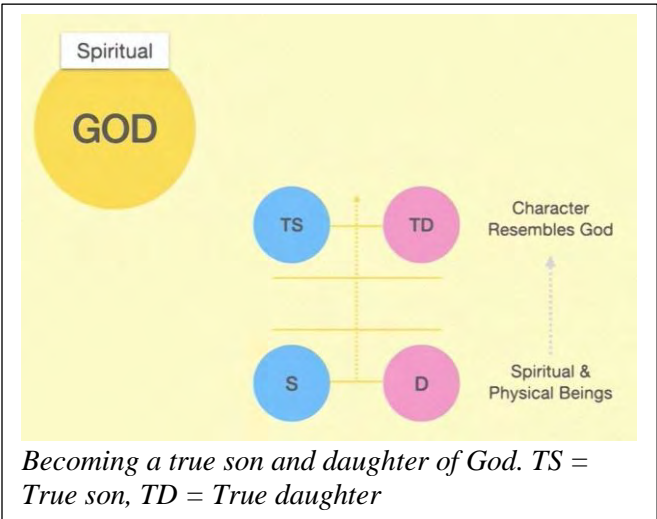 Spiritual
GOD
TS
TD
Character
Resembles God
S
D
Spiritual &
Physical Beings
Becoming a true son and daughter of God. TS =
True son, TD = True daughter